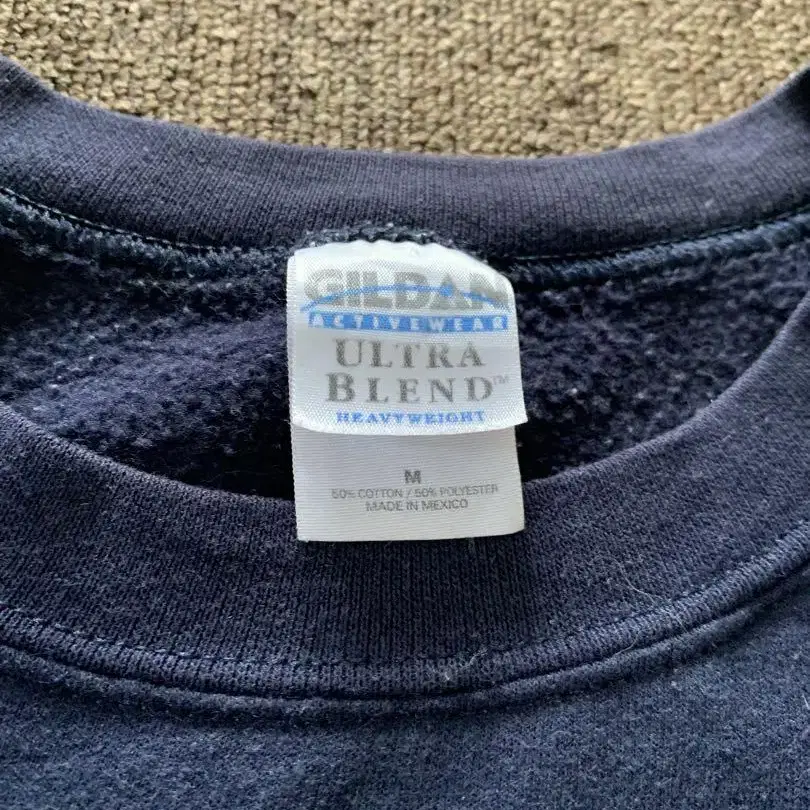 GILDAN
ACTIVEWEAR
ULTRA
BLEND™
HEAVYWEIGHT
M
50% COTTON / 50% POLYESTER
MADE IN MEXICO